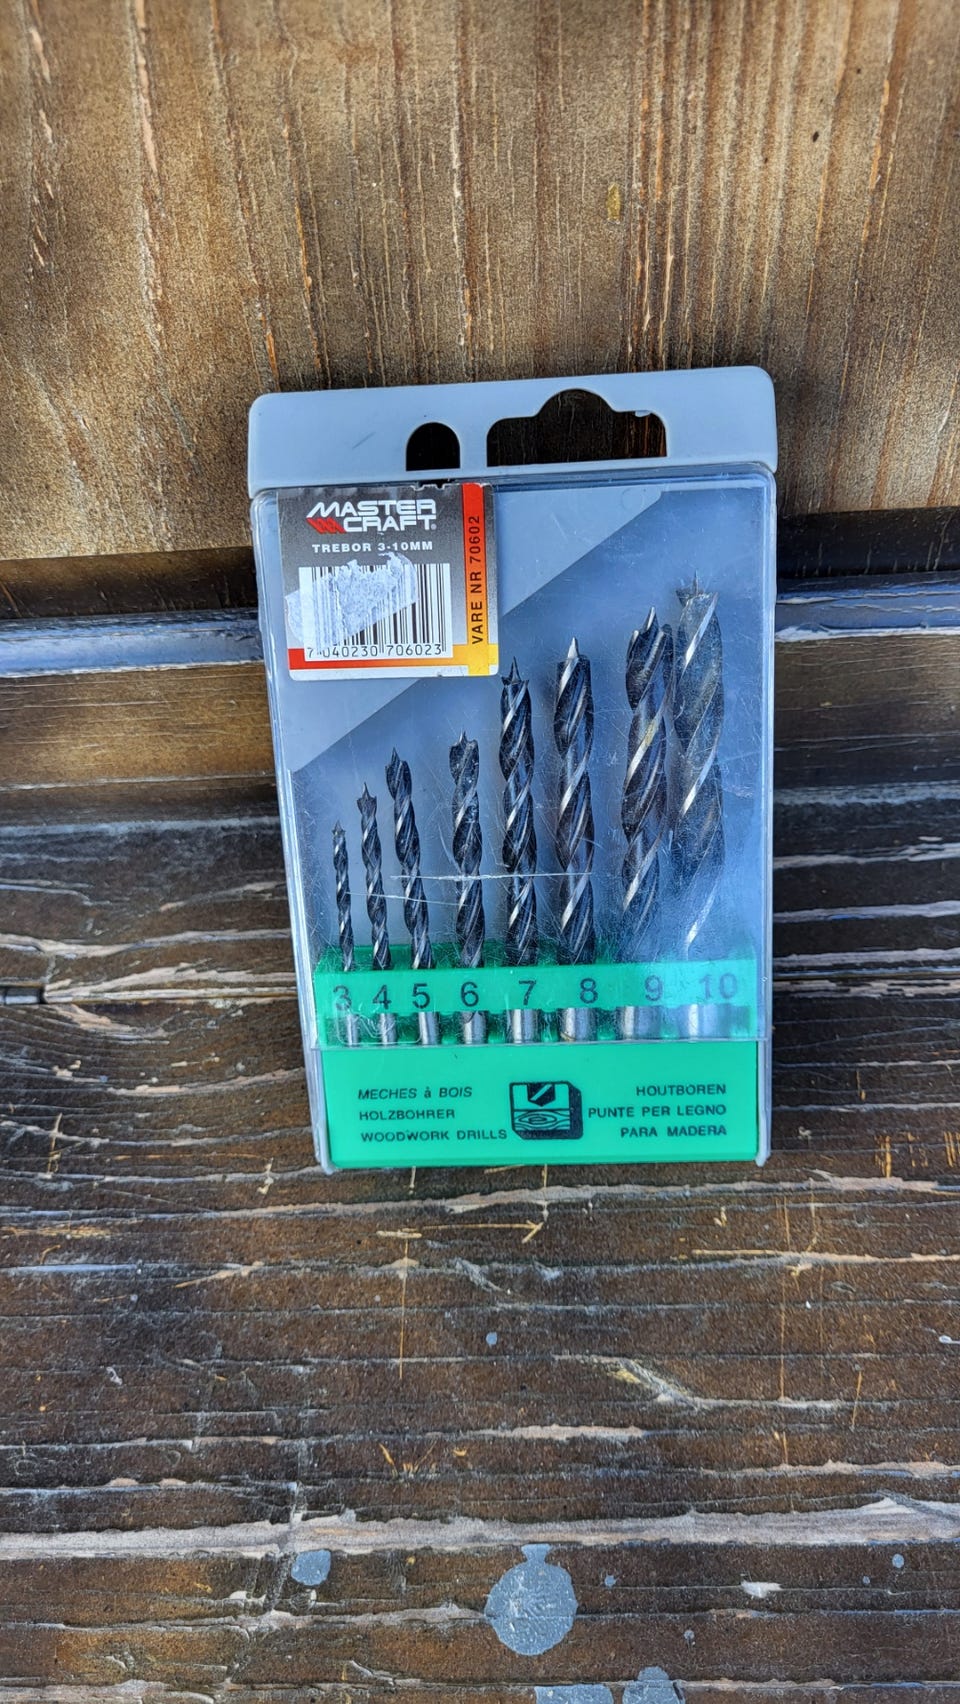 MASTER
CRAFT®
TREBOR 3-10MM
VARE NR 70602
7 040230 706023
3 4 5 6 7 8 9 10
MECHES à BOIS
HOLZBOHRER
WOODWORK DRILLS
HOUTBOREN
PUNTE PER LEGNO
PARA MADERA